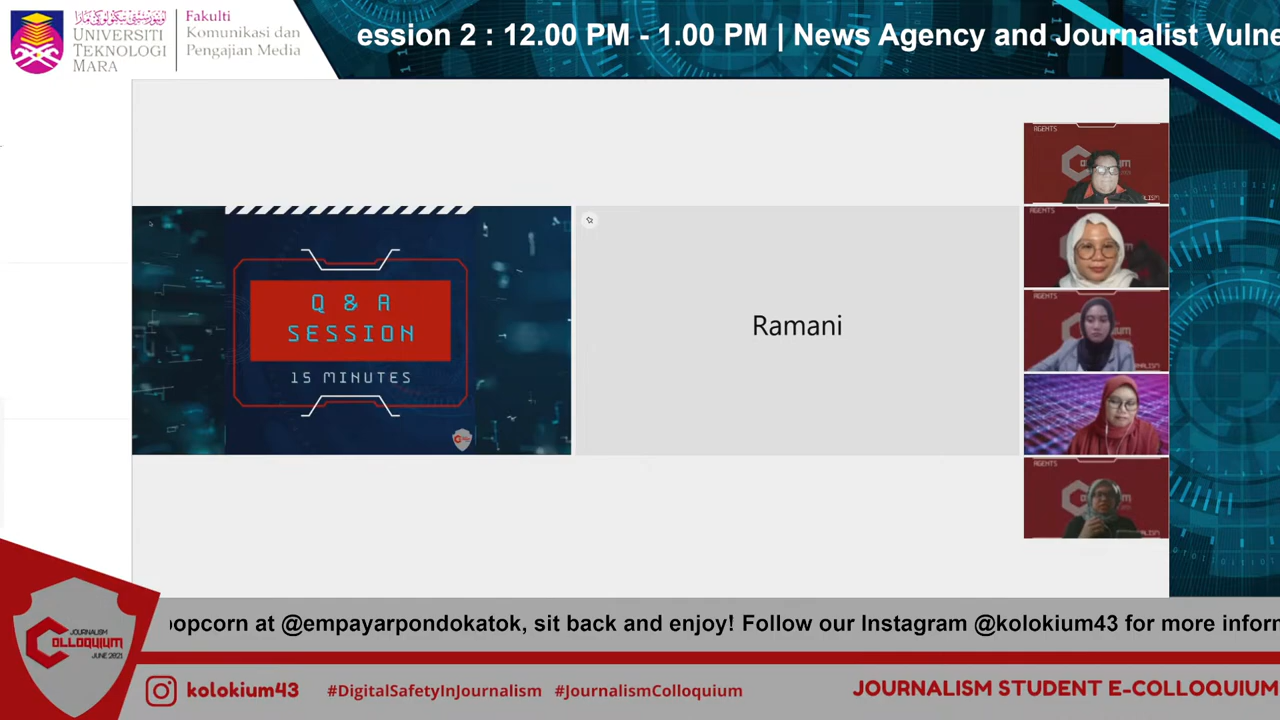 UNIVERSITI
TEKNOLOGI
MARA
Fakulti
Komunikasi dan
Pengajian Media
ession 2 : 12.00 PM - 1.00 PM | News Agency and Journalist Vulne
AGENTS
AGENTS
AGENTS
AGENTS
Q & A
SESSION
15 MINUTES
Ramani
popcorn at @empayarpondokatok, sit back and enjoy! Follow our Instagram @kolokium43 for more inforr
JOURNALISM
COLLOQUIUM
JUNE 2021
kolokium43
#DigitalSafetyInJournalism #JournalismColloquium
JOURNALISM STUDENT E-COLLOQUIUM